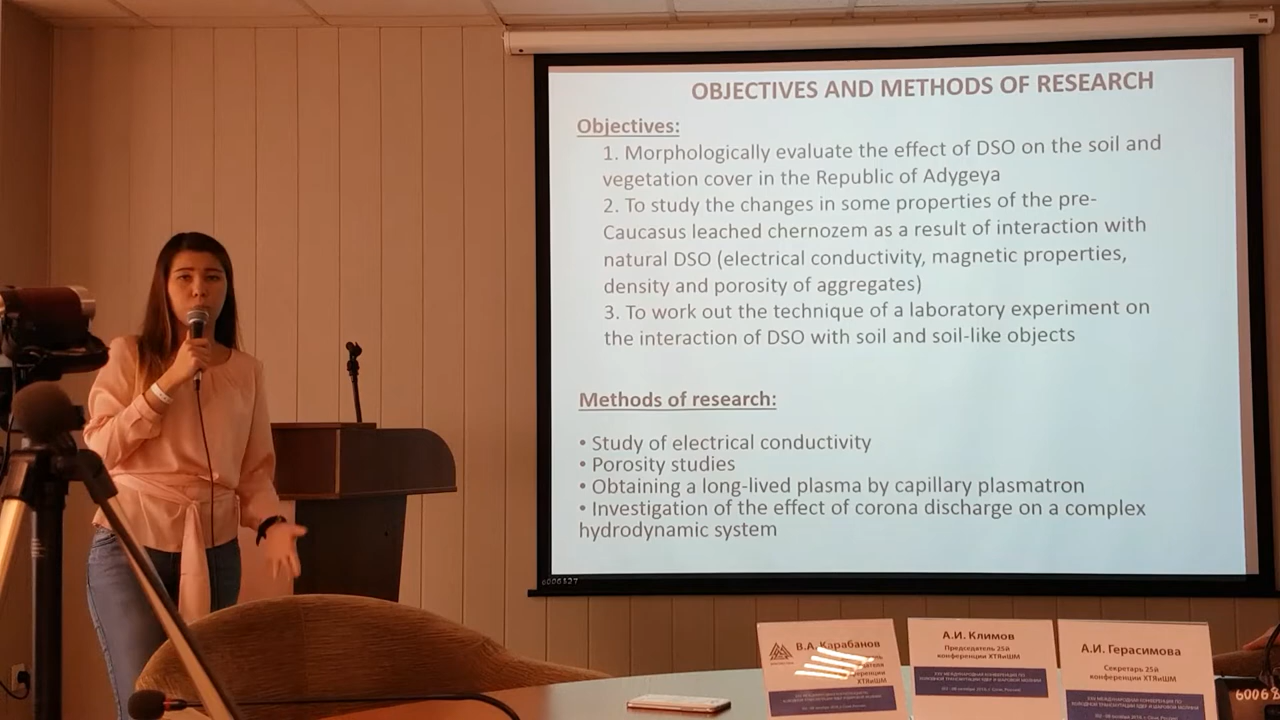 OBJECTIVES AND METHODS OF RESEARCH
Objectives:
1. Morphologically evaluate the effect of DSO on the soil and
vegetation cover in the Republic of Adygeya
2. To study the changes in some properties of the pre-
Caucasus leached chernozem as a result of interaction with
natural DSO (electrical conductivity, magnetic properties,
density and porosity of aggregates)
3. To work out the technique of a laboratory experiment on
the interaction of DSO with soil and soil-like objects
Methods of research:
• Study of electrical conductivity
• Porosity studies
• Obtaining a long-lived plasma by capillary plasmatron
• Investigation of the effect of corona discharge on a complex
hydrodynamic system
6006527
В.А. Карабанов
ХТЯиШМ
А.И. Климов
Председатель 25й
конференции ХТЯиШМ
А.И. Герасимова
Секретарь 25й
конференции ХТЯиШМ